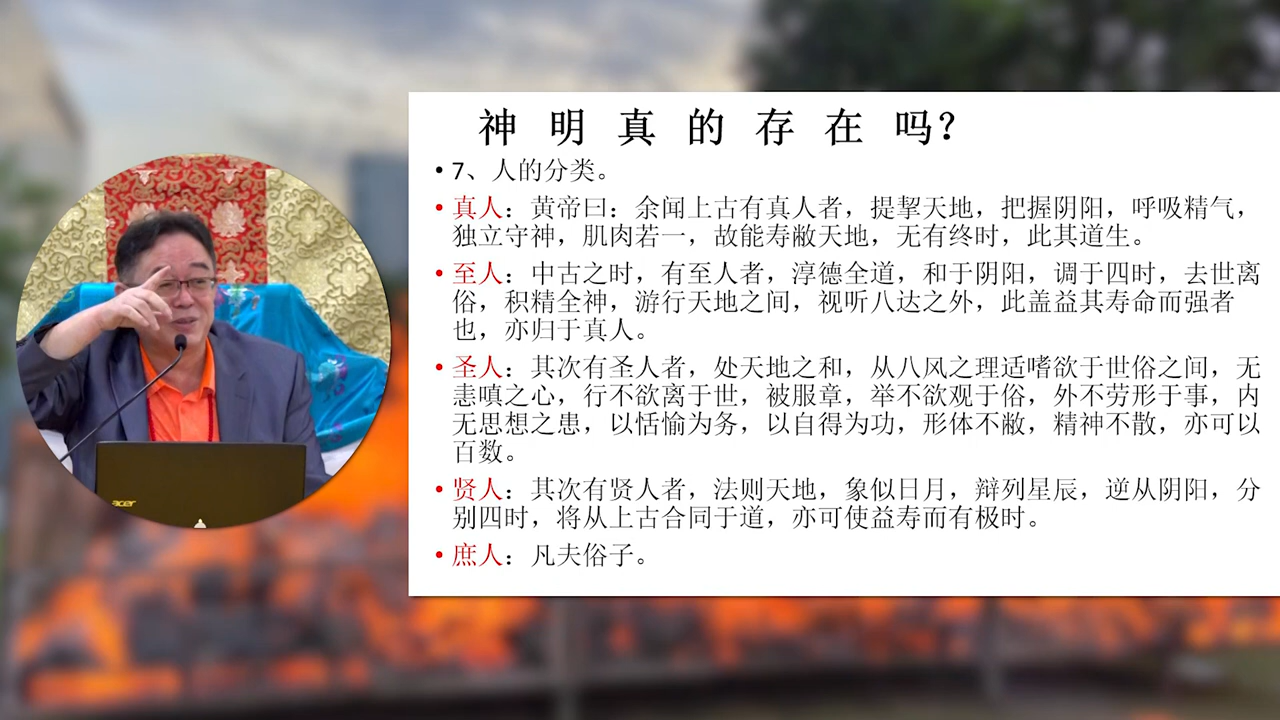 神明真的存在吗？
• 7、人的分类。
• 真人：黄帝曰：余闻上古有真人者，提挈天地，把握阴阳，呼吸精气，
独立守神，肌肉若一，故能寿敝天地，无有终时，此其道生。
• 至人：中古之时，有至人者，淳德全道，和于阴阳，调于四时，去世离
俗，积精全神，游行天地之间，视听八达之外，此盖益其寿命而强者
也，亦归于真人。
• 圣人：其次有圣人者，处天地之和，从八风之理适嗜欲于世俗之间，无
恚嗔之心，行不欲离于世，被服章，举不欲观于俗，外不劳形于事，内
无思想之患，以恬愉为务，以自得为功，形体不敝，精神不散，亦可以
百数。
• 贤人：其次有贤人者，法则天地，象似日月，辩列星辰，逆从阴阳，分
别四时，将从上古合同于道，亦可使益寿而有极时。
• 庶人：凡夫俗子。
acer